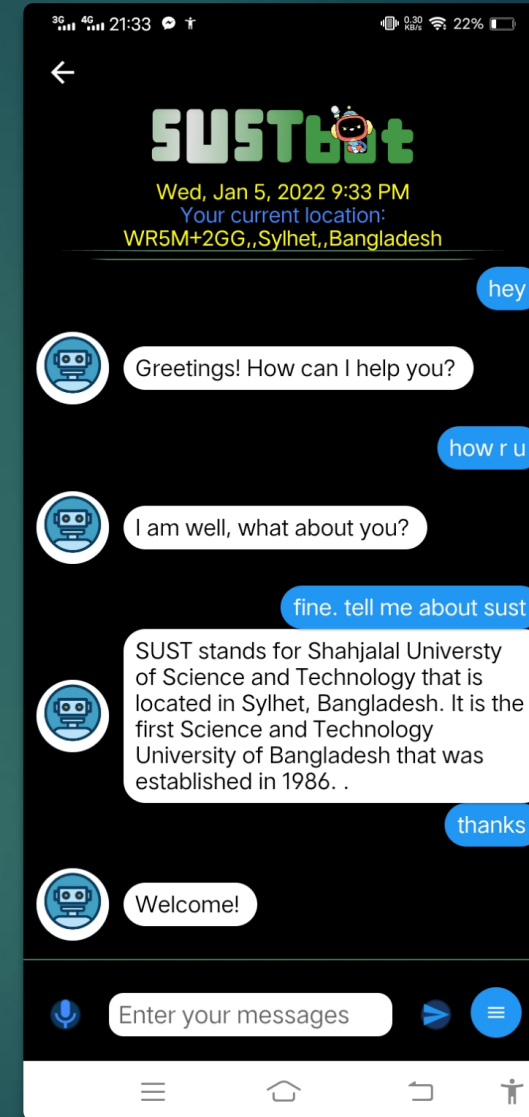 3G 4G 21:33 0.30 KB/s 22%
SUSTbot
Wed, Jan 5, 2022 9:33 PM
Your current location:
WR5M+2GG,,Sylhet,,Bangladesh
hey
Greetings! How can I help you?
how r u
I am well, what about you?
fine. tell me about sust
SUST stands for Shahjalal Universty
of Science and Technology that is
located in Sylhet, Bangladesh. It is the
first Science and Technology
University of Bangladesh that was
established in 1986. .
thanks
Welcome!
Enter your messages